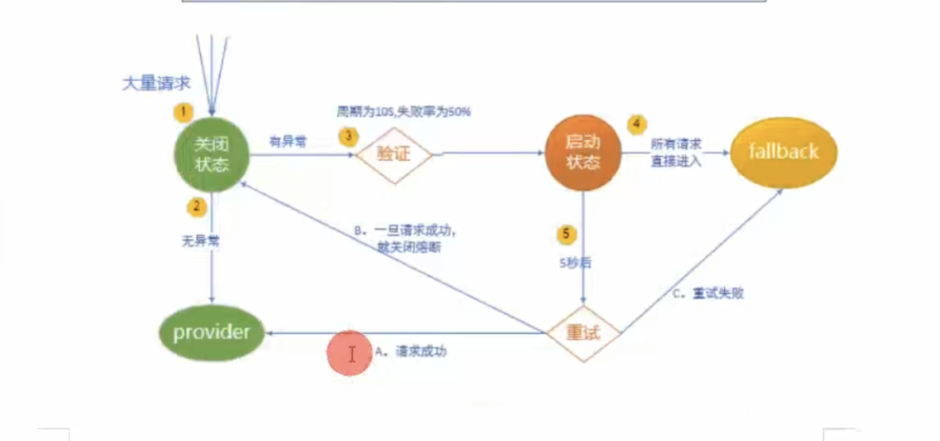 大量请求
1
关闭
状态
有异常
周期为10S,失败率为50%
3
验证
启动
状态
4
所有请求
直接进入
fallback
2
无异常
B。一旦请求成功,
就关闭熔断
5
5秒后
C。重试失败
provider
重试
A。请求成功